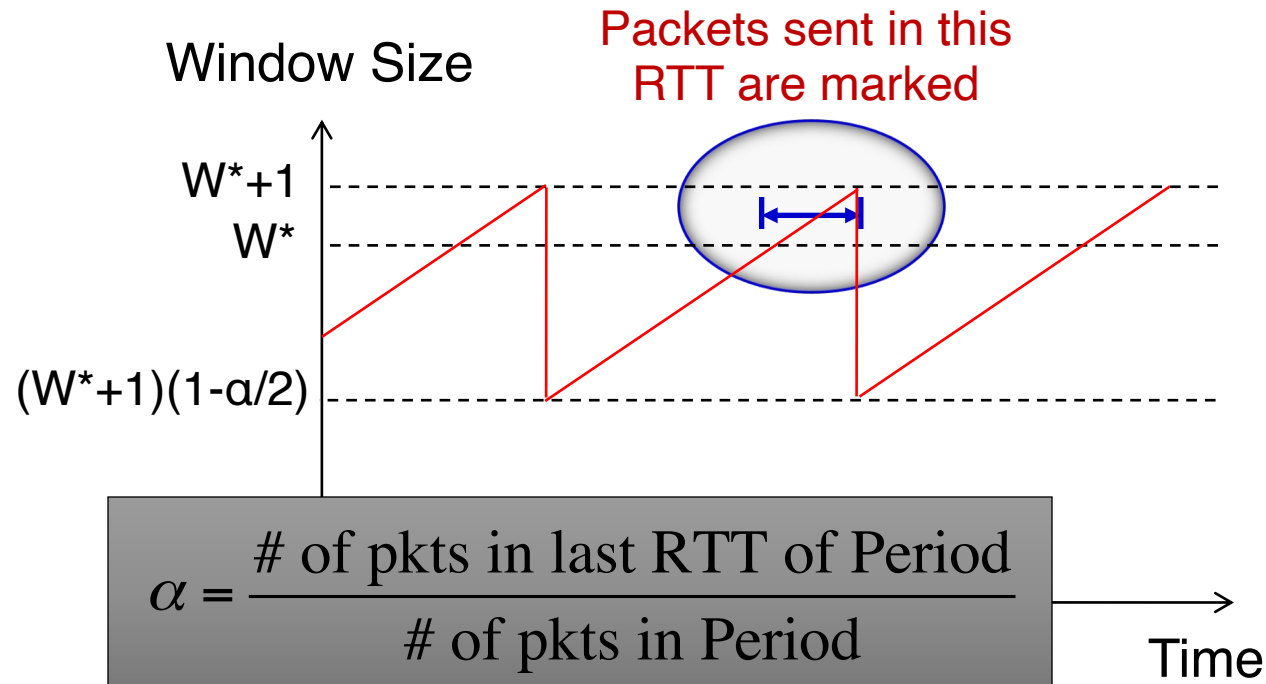 Packets sent in this
RTT are marked
Window Size
W*+1
W*
(W*+1)(1-α/2)
α = # of pkts in last RTT of Period
# of pkts in Period
Time